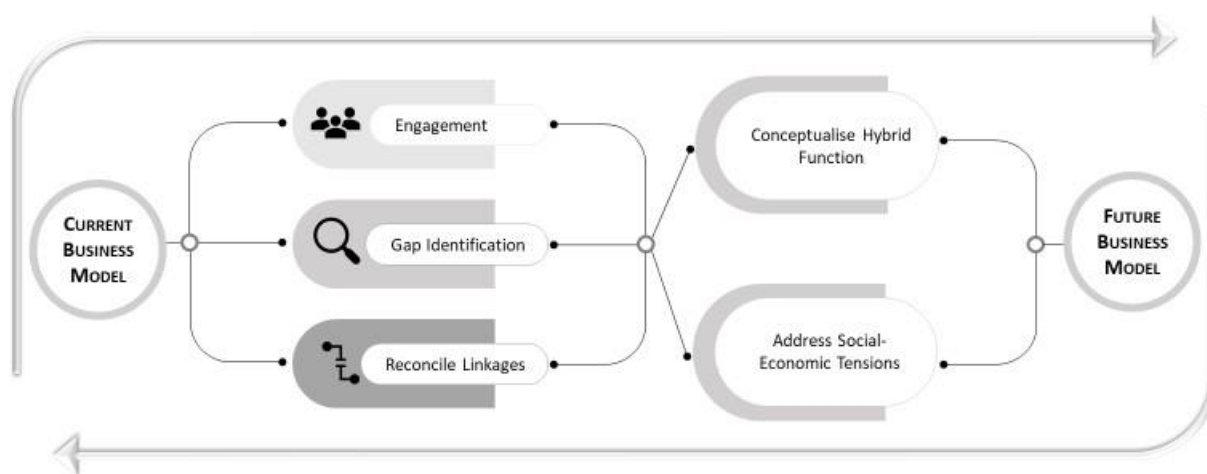 CURRENT
BUSINESS
MODEL
Engagement
Gap Identification
Reconcile Linkages
Conceptualise Hybrid
Function
Address Social-
Economic Tensions
FUTURE
BUSINESS
MODEL